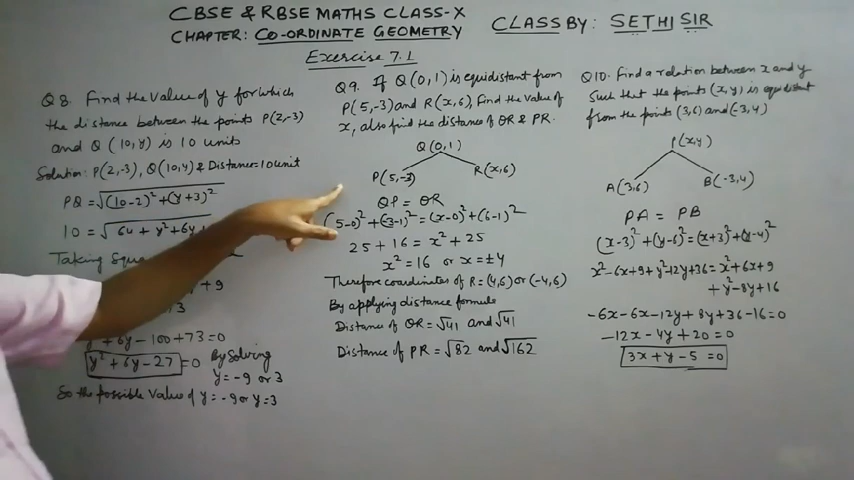 CBSE & RBSE MATHS CLASS-X
CLASS BY: SETHI SIR
CHAPTER: CO-ORDINATE GEOMETRY
Exercise 7.1
Q8. Find the value of y for which
the distance between the points P(2,-3)
and Q (10,y) is 10 units
Solution: P(2,-3), Q(10,y) & Distance=10 unit
PQ = √(10-2)² + (y+3)²
10 = √64 + y² + 6y
Taking Squa
y + 9
3
y² + 6y - 100 + 73 = 0
y² + 6y - 27 = 0
By Solving
y = -9 or 3
So the possible value of y = -9 or y = 3
Q9. If Q(0,1) is equidistant from
P(5,-3) and R(x,6), find the value of
x, also find the distance of QR & PR.
Q(0,1)
P(5,-3) R(x,6)
QP = QR
(5-0)² + (-3-1)² = (x-0)² + (6-1)²
25 + 16 = x² + 25
x² = 16 or x = ±4
Therefore coordinates of R = (4,6) or (-4,6)
By applying distance formula
Distance of QR = √41 and √41
Distance of PR = √82 and √162
Q10. Find a relation between x and y
such that the points (x,y) is equidistant
from the points (3,6) and (-3,4)
P(x,y)
A(3,6) B(-3,4)
PA = PB
(x-3)² + (y-6)² = (x+3)² + (y-4)²
x² - 6x + 9 + y² - 12y + 36 = x² + 6x + 9
+ y² - 8y + 16
-6x - 6x - 12y + 8y + 36 - 16 = 0
-12x - 4y + 20 = 0
3x + y - 5 = 0